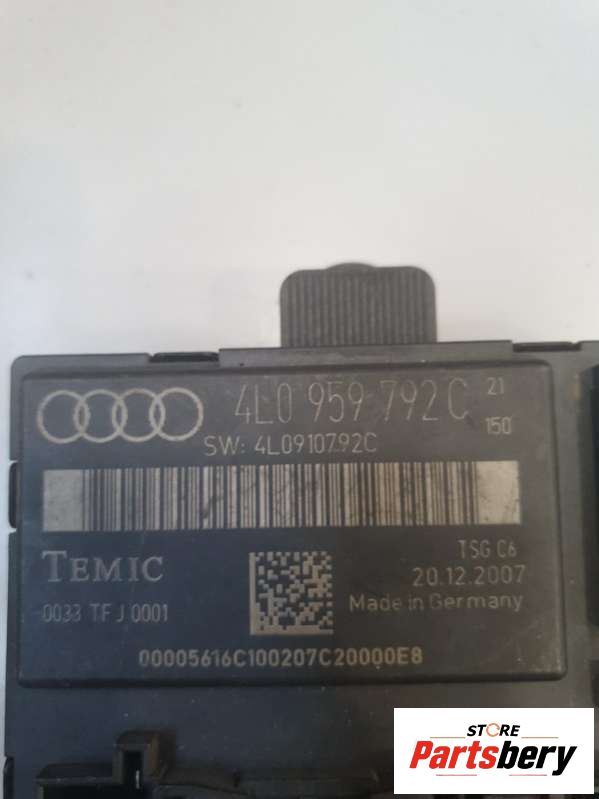 4L0 959 792 C 21
150
SW: 4L0910792C
TEMIC
TSG C6
20.12.2007
0033 TFJ 0001
Made in Germany
00005616C100207C20000E8
STORE
Partsbery